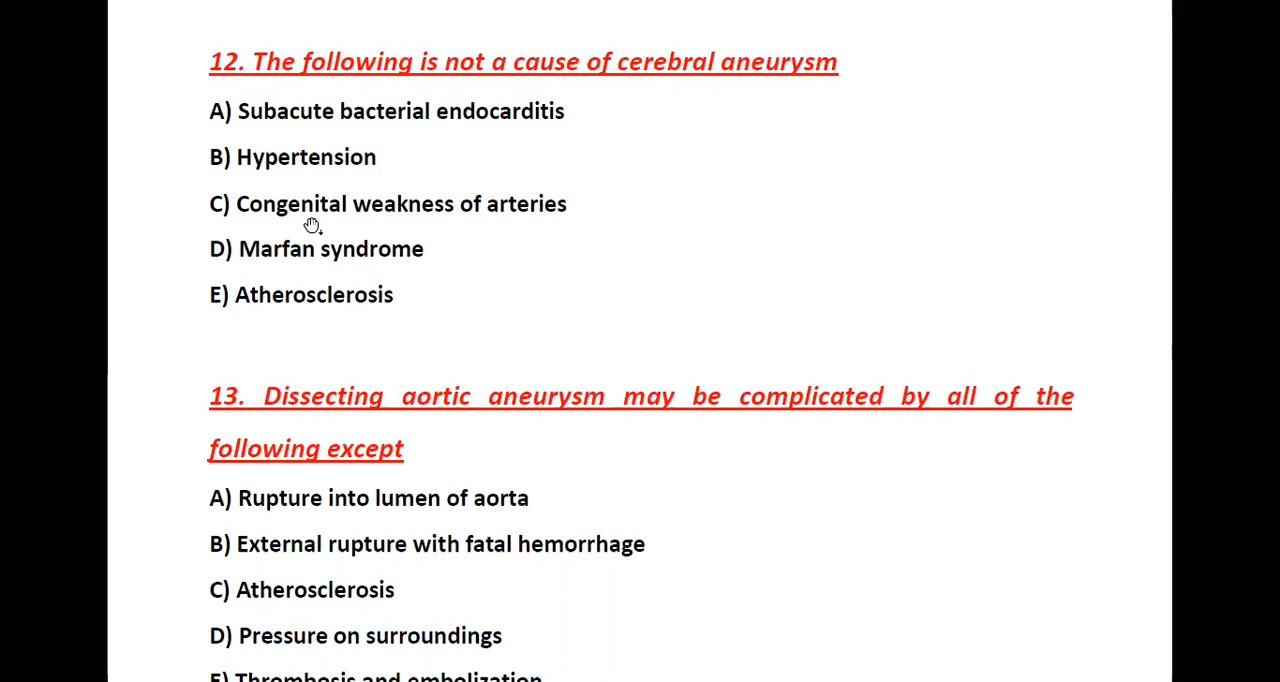 12. The following is not a cause of cerebral aneurysm
A) Subacute bacterial endocarditis
B) Hypertension
C) Congenital weakness of arteries
D) Marfan syndrome
E) Atherosclerosis
13. Dissecting aortic aneurysm may be complicated by all of the
following except
A) Rupture into lumen of aorta
B) External rupture with fatal hemorrhage
C) Atherosclerosis
D) Pressure on surroundings
E) Thrombosis and embolization